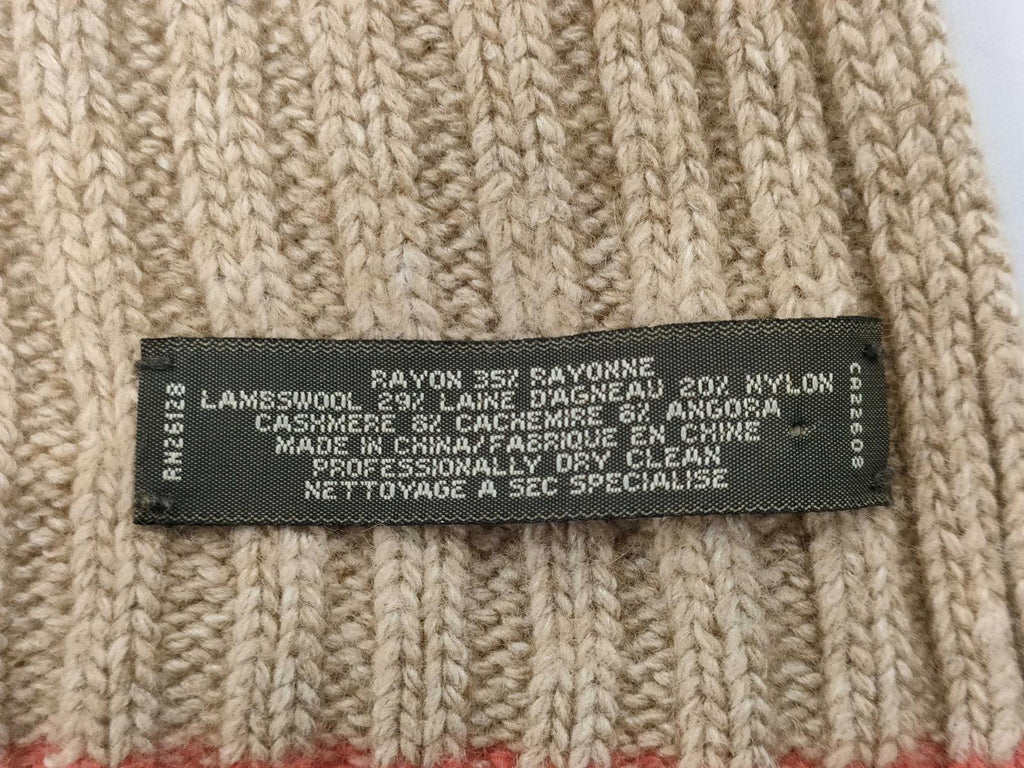 RAYON 35% RAYONNE
LAMBSWOOL 29% LAINE D'AGNEAU 20% NYLON
CASHMERE 8% CACHEMIRE 8% ANGORA
MADE IN CHINA/FABRIQUE EN CHINE
PROFESSIONALLY DRY CLEAN
NETTOYAGE A SEC SPECIALISE
RN26128
CA22608